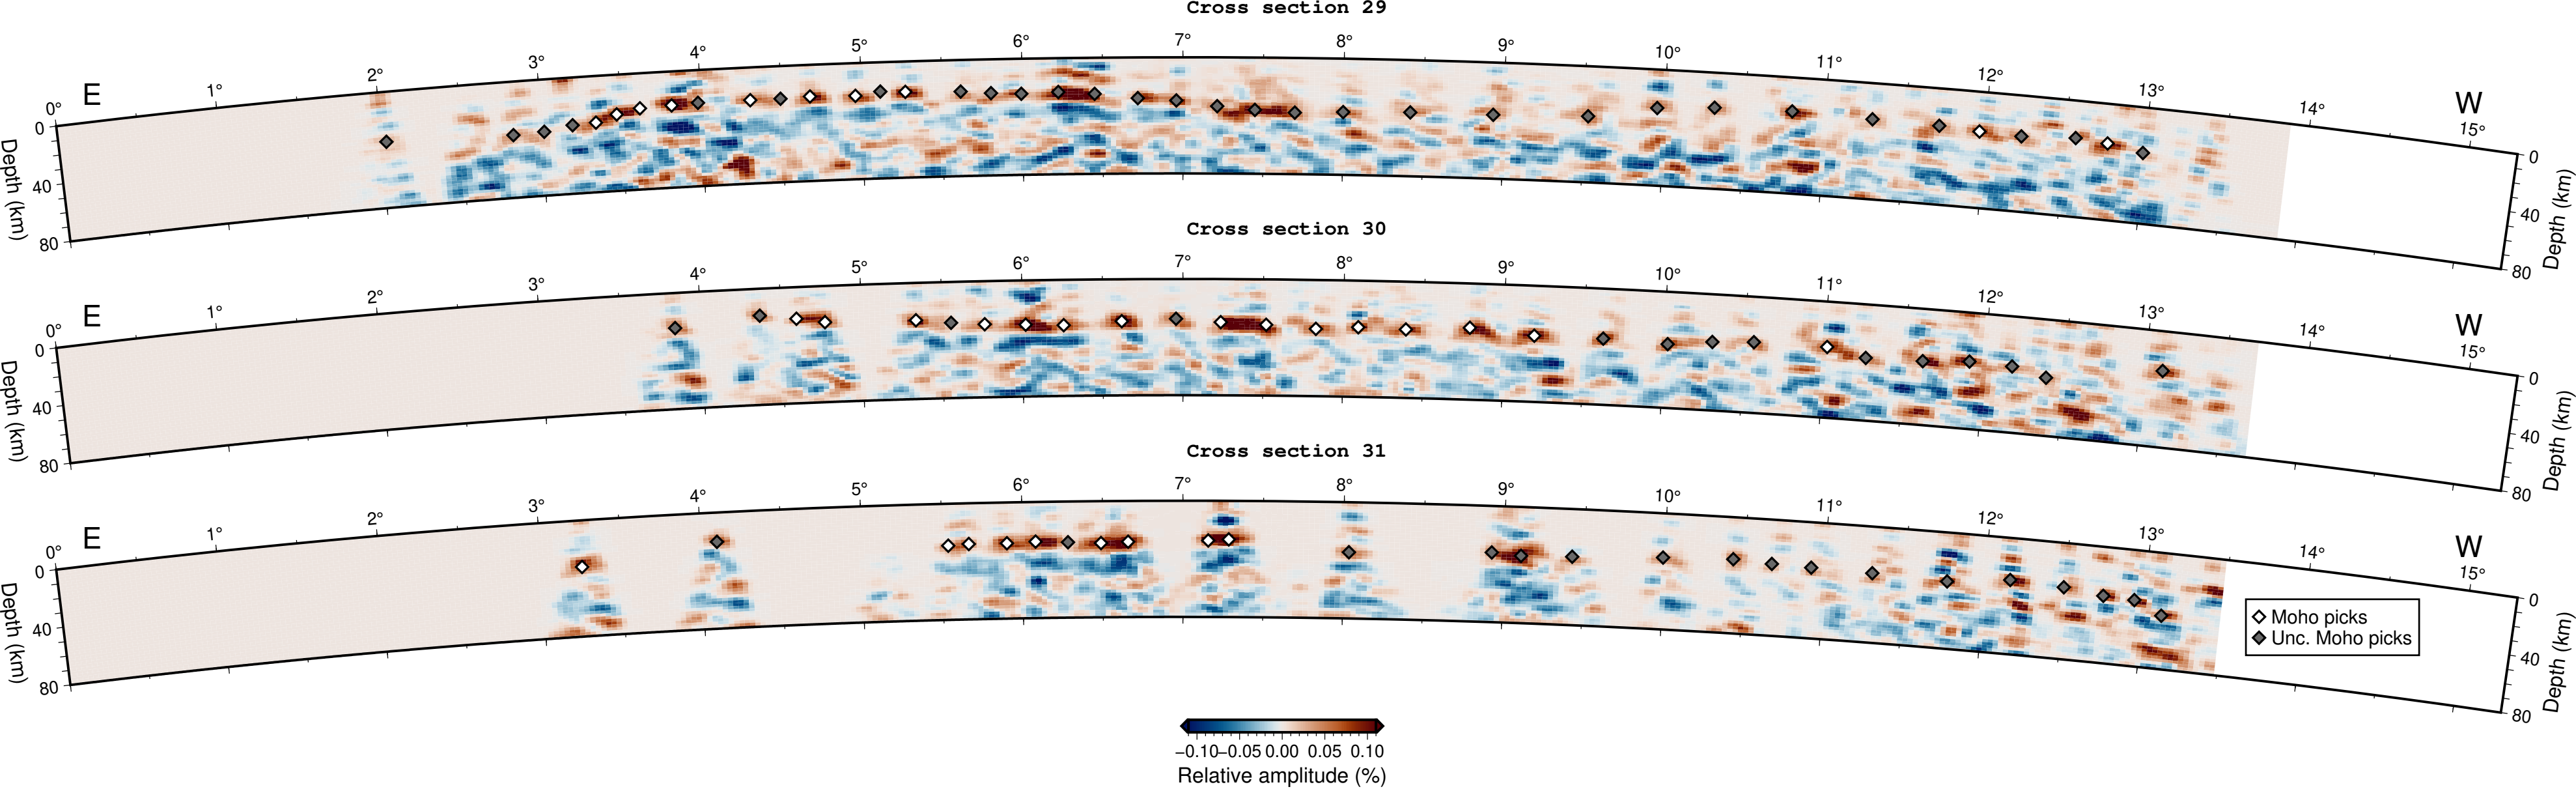 Cross section 29
0° 1° 2° 3° 4° 5° 6° 7° 8° 9° 10° 11° 12° 13° 14° 15°
E W
0 40 80
Depth (km)
0 40 80
Depth (km)
Cross section 30
0° 1° 2° 3° 4° 5° 6° 7° 8° 9° 10° 11° 12° 13° 14° 15°
E W
0 40 80
Depth (km)
0 40 80
Depth (km)
Cross section 31
0° 1° 2° 3° 4° 5° 6° 7° 8° 9° 10° 11° 12° 13° 14° 15°
E W
0 40 80
Depth (km)
0 40 80
Depth (km)
Moho picks
Unc. Moho picks
−0.10 −0.05 0.00 0.05 0.10
Relative amplitude (%)